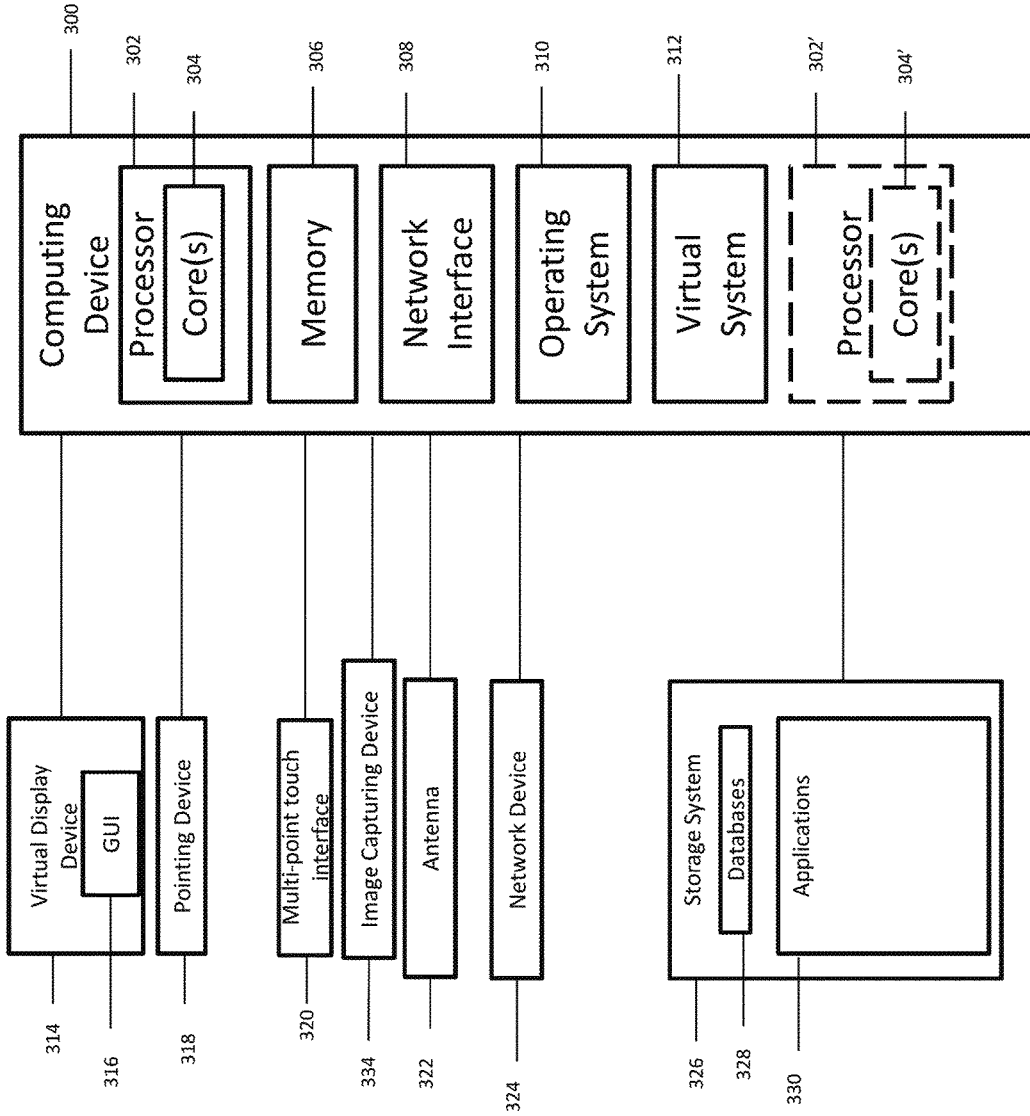 300
302
304
306
308
310
312
302'
304'
Computing
Device
Processor
Core(s)
Memory
Network
Interface
Operating
System
Virtual
System
Processor
Core(s)
Virtual Display
Device
GUI
Pointing Device
Multi-point touch
interface
Image Capturing Device
Antenna
Network Device
Storage System
Databases
Applications
314
316
318
320
334
322
324
326
328
330